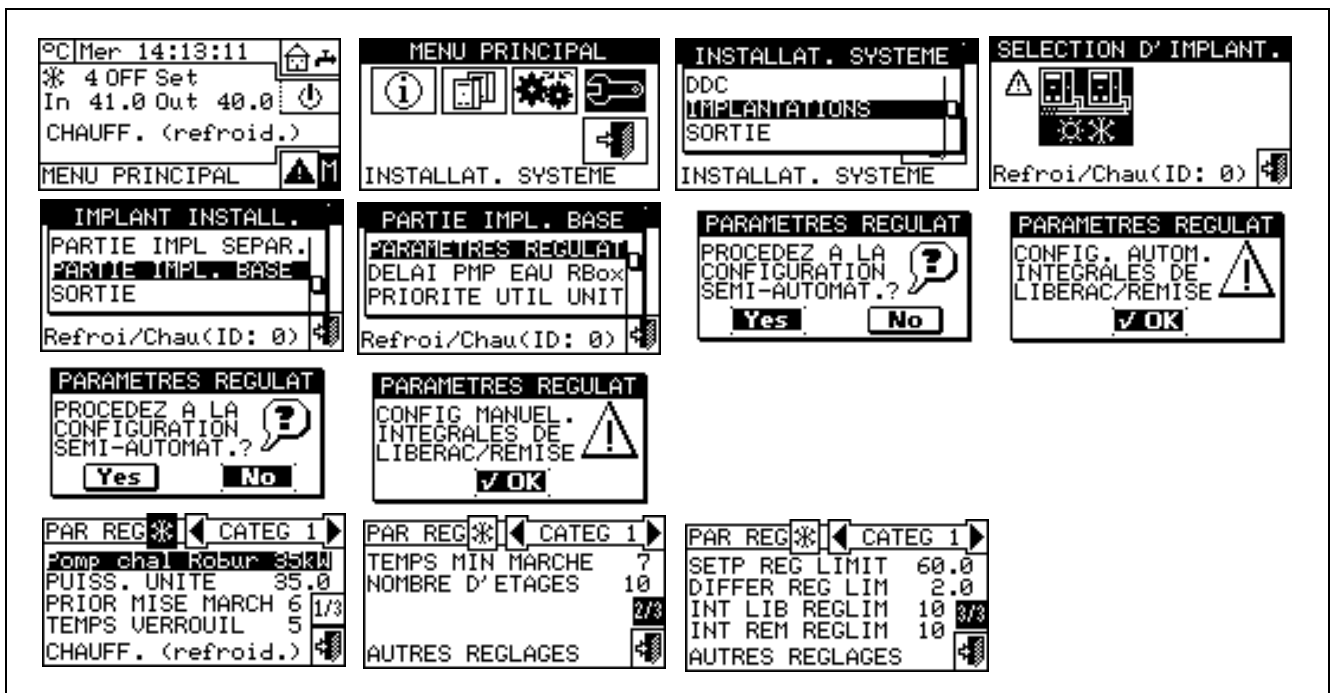 °C Mer 14:13:11
4 OFF Set
In 41.0 Out 40.0
CHAUFF. (refroid.)
MENU PRINCIPAL M
MENU PRINCIPAL
INSTALLAT. SYSTEME
INSTALLAT. SYSTEME
DDC
IMPLANTATIONS
SORTIE
INSTALLAT. SYSTEME
SELECTION D'IMPLANT.
Refroi/Chau(ID: 0)
IMPLANT INSTALL.
PARTIE IMPL SEPAR.
PARTIE IMPL. BASE
SORTIE
Refroi/Chau(ID: 0)
PARTIE IMPL. BASE
PARAMETRES REGULAT
DELAI PMP EAU RBox
PRIORITE UTIL UNIT
Refroi/Chau(ID: 0)
PARAMETRES REGULAT
PROCEDEZ A LA
CONFIGURATION
SEMI-AUTOMAT.?
Yes No
PARAMETRES REGULAT
CONFIG. AUTOM.
INTEGRALES DE
LIBERAC/REMISE
√ OK
PARAMETRES REGULAT
PROCEDEZ A LA
CONFIGURATION
SEMI-AUTOMAT.?
Yes No
PARAMETRES REGULAT
CONFIG MANUEL.
INTEGRALES DE
LIBERAC/REMISE
√ OK
PAR REG CATEG 1
Pomp chal Robur 35kW
PUISS. UNITE 35.0
PRIOR MISE MARCH 6 1/3
TEMPS VERROUIL 5
CHAUFF. (refroid.)
PAR REG CATEG 1
TEMPS MIN MARCHE 7
NOMBRE D'ETAGES 10
2/3
AUTRES REGLAGES
PAR REG CATEG 1
SETP REG LIMIT 60.0
DIFFER REG LIM 2.0
INT LIB REGLIM 10 3/3
INT REM REGLIM 10
AUTRES REGLAGES